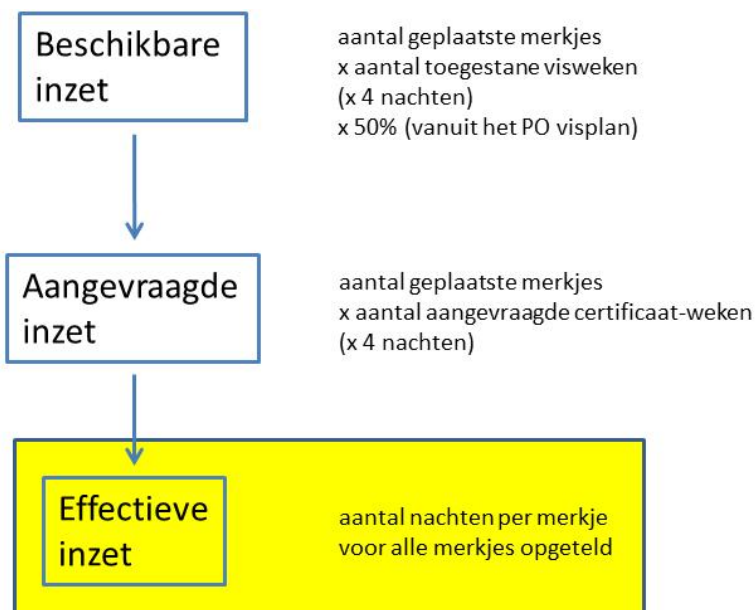 Beschikbare
inzet
aantal geplaatste merkjes
x aantal toegestane visweken
(x 4 nachten)
x 50% (vanuit het PO visplan)
Aangevraagde
inzet
aantal geplaatste merkjes
x aantal aangevraagde certificaat-weken
(x 4 nachten)
Effectieve
inzet
aantal nachten per merkje
voor alle merkjes opgeteld